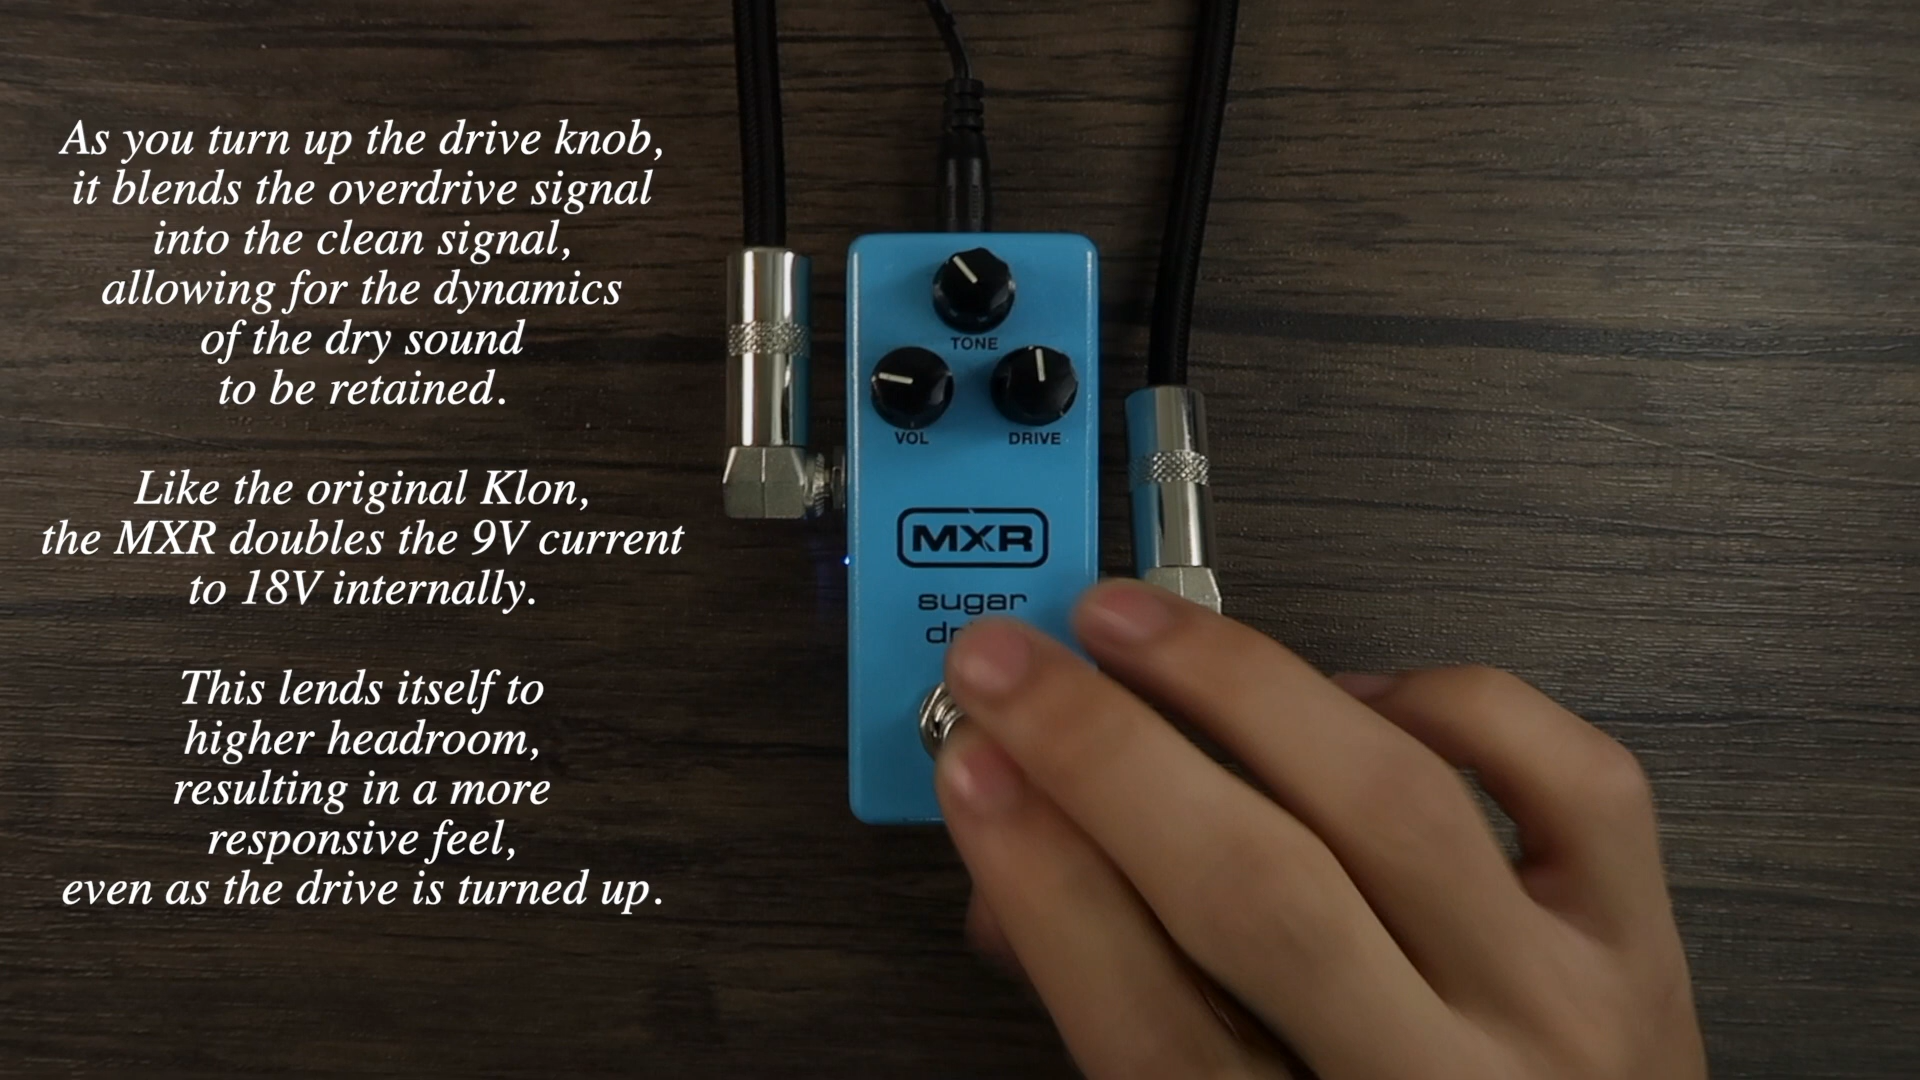 As you turn up the drive knob,
it blends the overdrive signal
into the clean signal,
allowing for the dynamics
of the dry sound
to be retained.
Like the original Klon,
the MXR doubles the 9V current
to 18V internally.
This lends itself to
higher headroom,
resulting in a more
responsive feel,
even as the drive is turned up.
TONE
VOL DRIVE
MXR
sugar